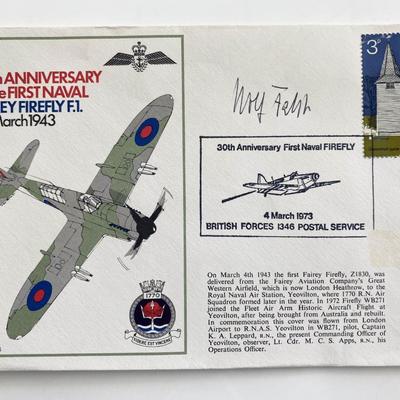 h ANNIVERSARY
e FIRST NAVAL
EY FIREFLY F.1.
March 1943
3P
30th Anniversary First Naval FIREFLY
4 March 1973
BRITISH FORCES 1346 POSTAL SERVICE
1770
On March 4th 1943 the first Fairey Firefly, Z1830, was
delivered from the Fairey Aviation Company's Great
Western Airfield, which is now London Heathrow, to the
Royal Naval Air Station, Yeovilton, where 1770 R.N. Air
Squadron formed later in the year. In 1972 Firefly WB271
joined the Fleet Air Arm Historic Aircraft Flight at
Yeovilton, after being brought from Australia and rebuilt.
In commemoration this cover was flown from London
Airport to R.N.A.S. Yeovilton in WB271, pilot, Captain
K. A. Leppard, R.N. the present Commanding Officer of
Yeovilton, observer, Lt. Cdr. M. C. S. Apps, R.N., his
Operations Officer.